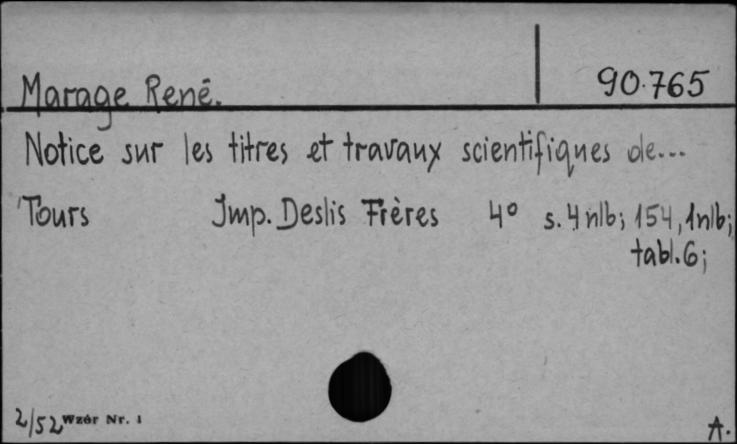 Marage René.
90.765
Notice sur les titres et travaux scientifiques de...
Tours Imp. Deslis Frères 4° s. 4 nlb; 154, 1nlb;
tabl. 6;
2/52 Wzór Nr. 1
A.